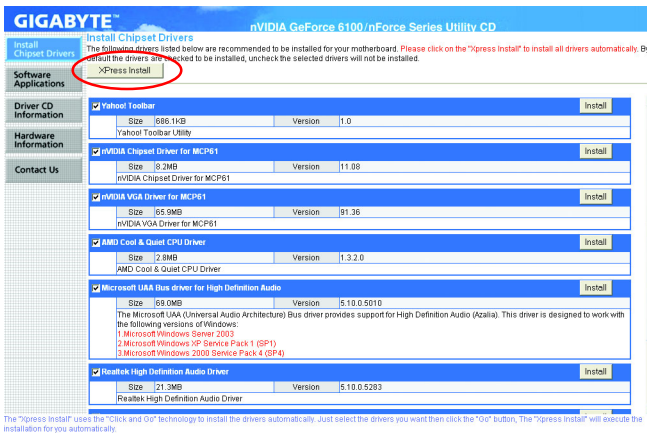 GIGABYTE™
nVIDIA GeForce 6100/nForce Series Utility CD
Install
Chipset Drivers
Software
Applications
Driver CD
Information
Hardware
Information
Contact Us
Install Chipset Drivers
The following drivers listed below are recommended to be installed for your motherboard. Please click on the "Xpress Install" to install all drivers automatically. By
default the drivers are checked to be installed, uncheck the selected drivers will not be installed.
XPress Install
Yahoo! Toolbar Install
Size 686.1KB Version 1.0
Yahoo! Toolbar Utility
nVIDIA Chipset Driver for MCP61 Install
Size 8.2MB Version 11.08
nVIDIA Chipset Driver for MCP61
nVIDIA VGA Driver for MCP61 Install
Size 65.9MB Version 91.36
nVIDIA VGA Driver for MCP61
AMD Cool & Quiet CPU Driver Install
Size 2.8MB Version 1.3.2.0
AMD Cool & Quiet CPU Driver
Microsoft UAA Bus driver for High Definition Audio Install
Size 69.0MB Version 5.10.0.5010
The Microsoft UAA (Universal Audio Architecture) Bus driver provides support for High Definition Audio (Azalia). This driver is designed to work with
the following versions of Windows:
1.Microsoft Windows Server 2003
2.Microsoft Windows XP Service Pack 1 (SP1)
3.Microsoft Windows 2000 Service Pack 4 (SP4)
Realtek High Definition Audio Driver Install
Size 21.3MB Version 5.10.0.5283
Realtek High Definition Audio Driver
The "Xpress Install" uses the "Click and Go" technology to install the drivers automatically. Just select the drivers you want then click the "Go" button, The "Xpress Install" will execute the
installation for you automatically.